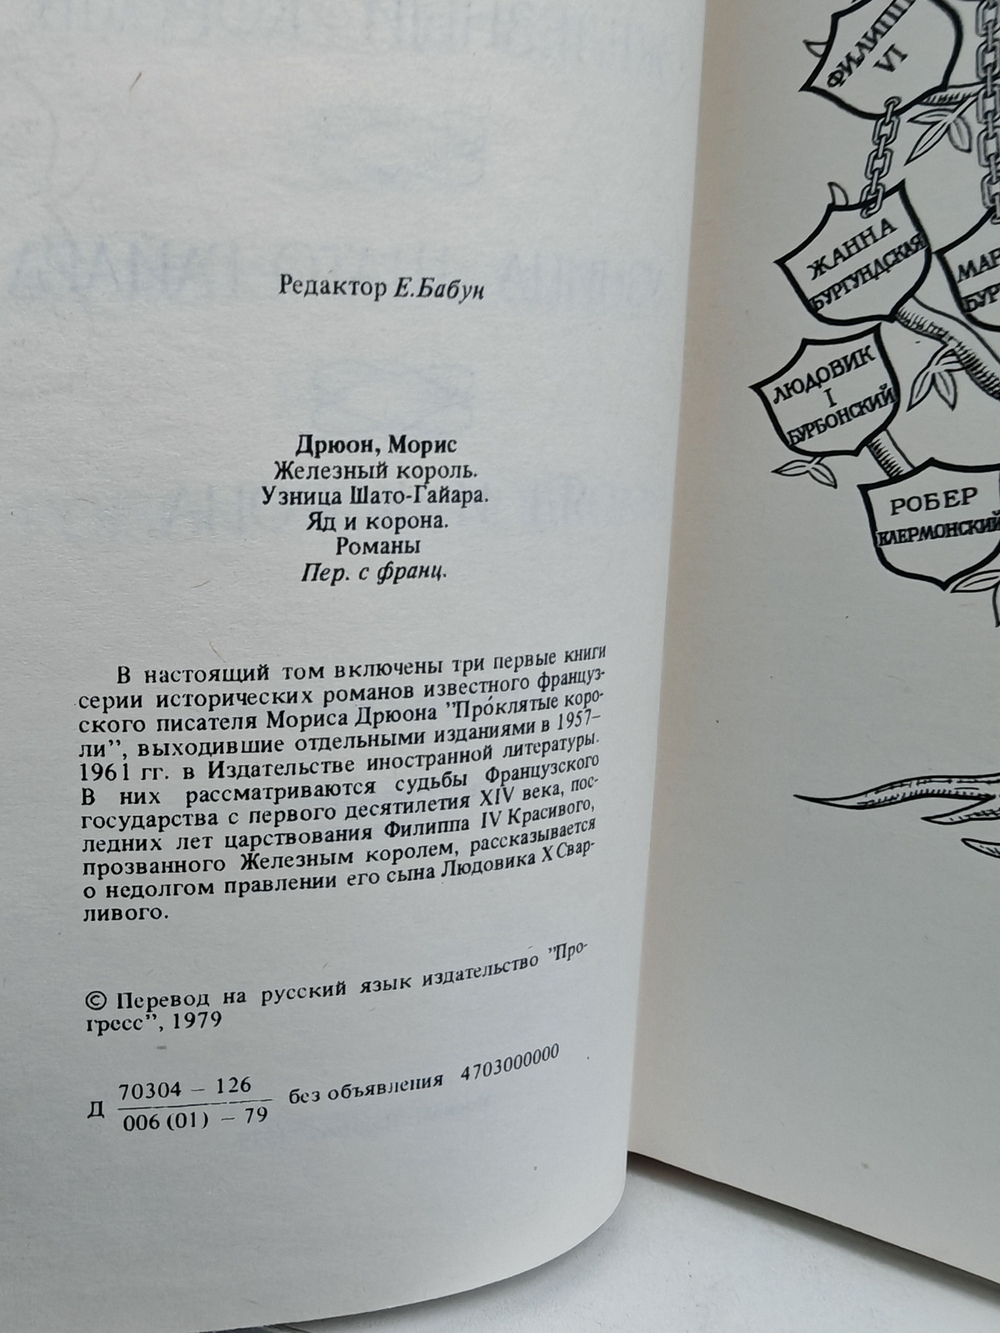 Редактор Е.Бабун
Дрюон, Морис
Железный король.
Узница Шато-Гайара.
Яд и корона.
Романы
Пер. с франц.
В настоящий том включены три первые книги
серии исторических романов известного француз-
ского писателя Мориса Дрюона "Про́клятые коро-
ли", выходившие отдельными изданиями в 1957–
1961 гг. в Издательстве иностранной литературы.
В них рассматриваются судьбы Французского
государства с первого десятилетия XIV века, пос-
ледних лет царствования Филиппа IV Красивого,
прозванного Железным королем, рассказывается
о недолгом правлении его сына Людовика X Свар-
ливого.
© Перевод на русский язык издательство "Про-
гресс", 1979
Д 70304 – 126
006 (01) – 79 без объявления 4703000000
ФИЛИПП
VI
ЖАННА
БУРГУНДСКАЯ
МАР
БУР
ЛЮДОВИК
I
БУРБОНСКИЙ
РОБЕР
КЛЕРМОНСКИЙ